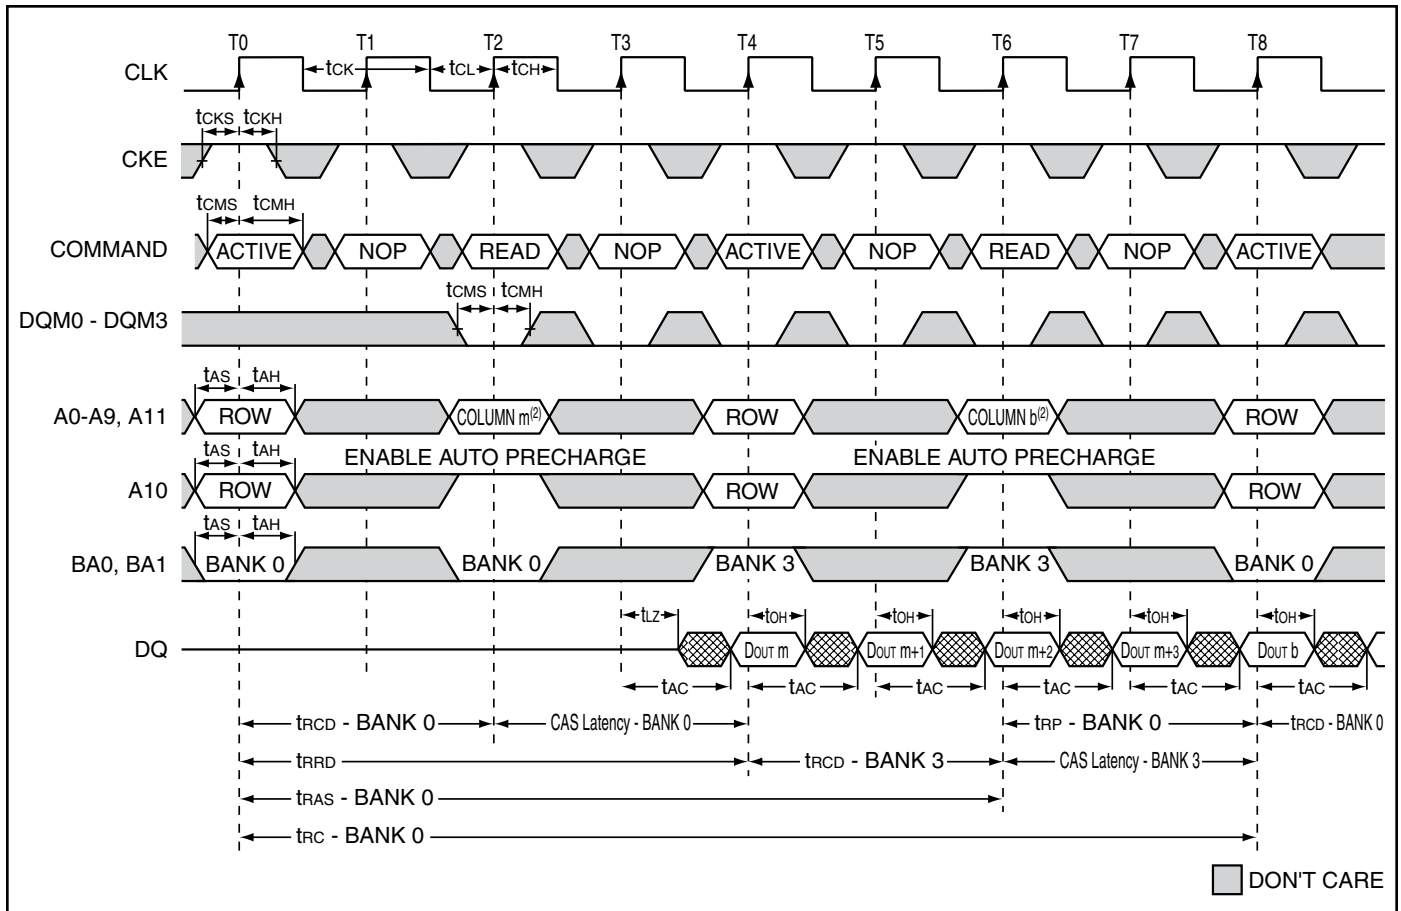 T0 T1 T2 T3 T4 T5 T6 T7 T8
CLK tCK tCL tCH
tCKS tCKH
CKE
tCMS tCMH
COMMAND ACTIVE NOP READ NOP ACTIVE NOP READ NOP ACTIVE
tCMS tCMH
DQM0 - DQM3
tAS tAH
A0-A9, A11 ROW COLUMN m(2) ROW COLUMN b(2) ROW
tAS tAH ENABLE AUTO PRECHARGE ENABLE AUTO PRECHARGE
A10 ROW ROW ROW
tAS tAH
BA0, BA1 BANK 0 BANK 0 BANK 3 BANK 3 BANK 0
tLZ tOH tOH tOH tOH tOH
DQ DOUT m DOUT m+1 DOUT m+2 DOUT m+3 DOUT b
tAC tAC tAC tAC tAC tAC
tRCD - BANK 0 CAS Latency - BANK 0 tRP - BANK 0 tRCD - BANK 0
tRRD tRCD - BANK 3 CAS Latency - BANK 3
tRAS - BANK 0
tRC - BANK 0
DON'T CARE